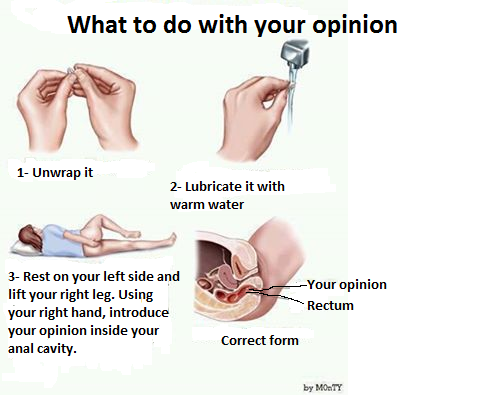 What to do with your opinion
1- Unwrap it
2- Lubricate it with
warm water
3- Rest on your left side and
lift your right leg. Using
your right hand, introduce
your opinion inside your
anal cavity.
Your opinion
Rectum
Correct form
by M0nTY